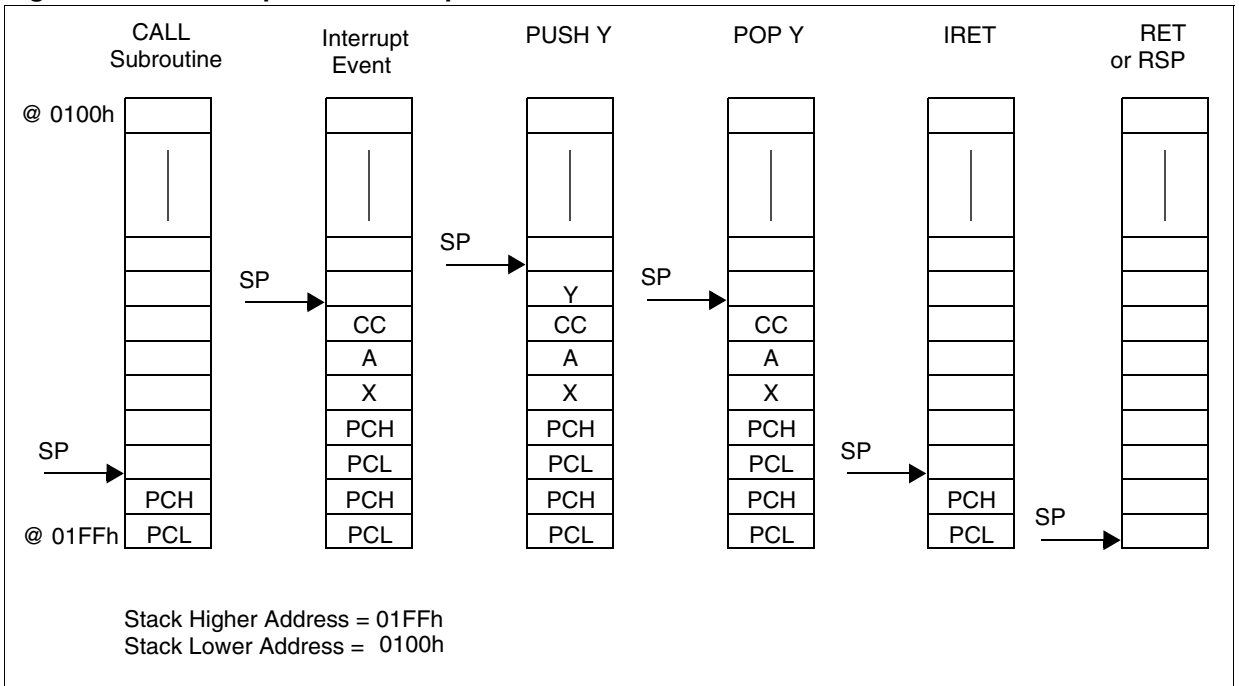 CALL
Subroutine
Interrupt
Event
PUSH Y
POP Y
IRET
RET
or RSP
@ 0100h
SP
PCH
@ 01FFh
PCL
SP
CC
A
X
PCH
PCL
PCH
PCL
SP
Y
CC
A
X
PCH
PCL
PCH
PCL
SP
CC
A
X
PCH
PCL
PCH
PCL
SP
PCH
PCL
SP
Stack Higher Address = 01FFh
Stack Lower Address = 0100h